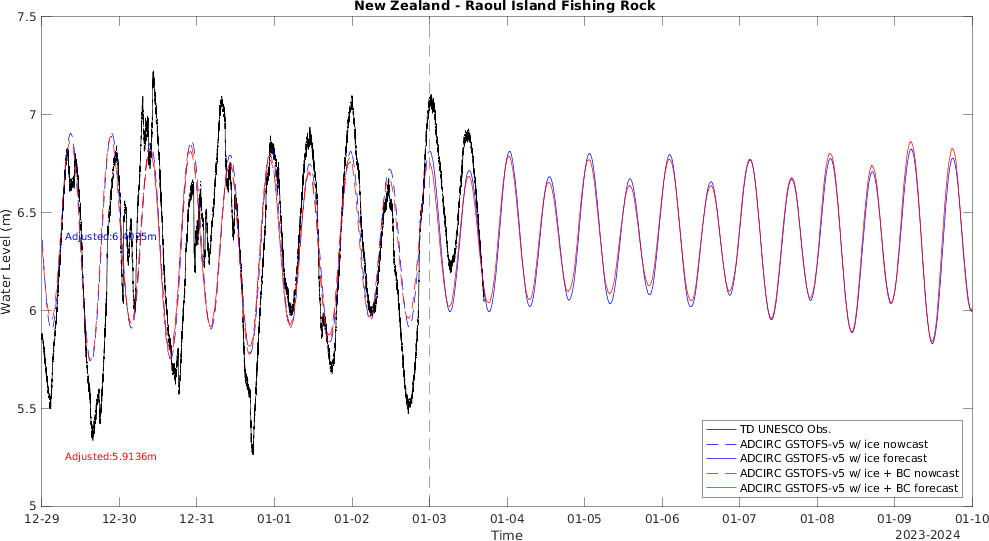 New Zealand - Raoul Island Fishing Rock
7.5
7
6.5
6
5.5
5
Water Level (m)
Adjusted:5.9136m
TD UNESCO Obs.
ADCIRC GSTOFS-v5 w/ ice nowcast
ADCIRC GSTOFS-v5 w/ ice forecast
ADCIRC GSTOFS-v5 w/ ice + BC nowcast
ADCIRC GSTOFS-v5 w/ ice + BC forecast
12-29 12-30 12-31 01-01 01-02 01-03 01-04 01-05 01-06 01-07 01-08 01-09 01-10
Time
2023-2024